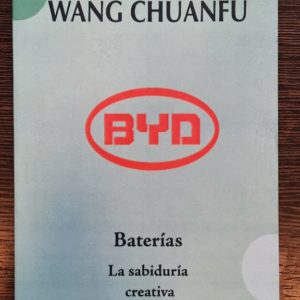 WANG CHUANFU
BYD
Baterías
La sabiduría
creativa